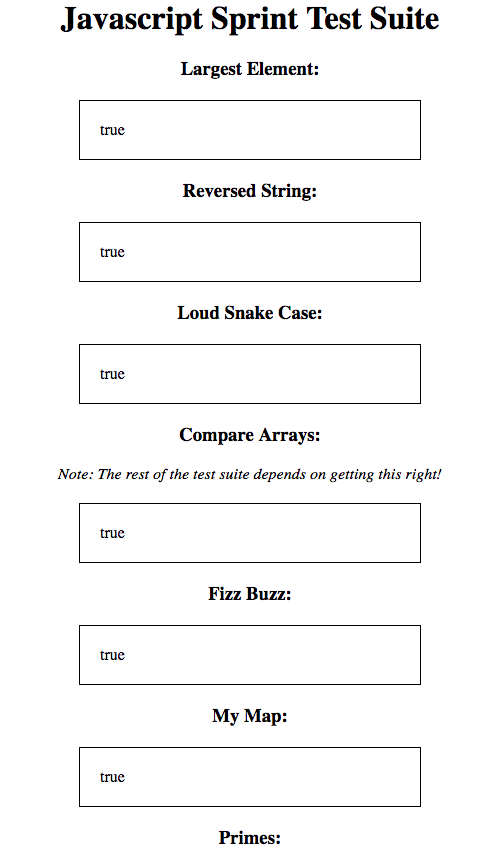 Javascript Sprint Test Suite
Largest Element:
true
Reversed String:
true
Loud Snake Case:
true
Compare Arrays:
Note: The rest of the test suite depends on getting this right!
true
Fizz Buzz:
true
My Map:
true
Primes: